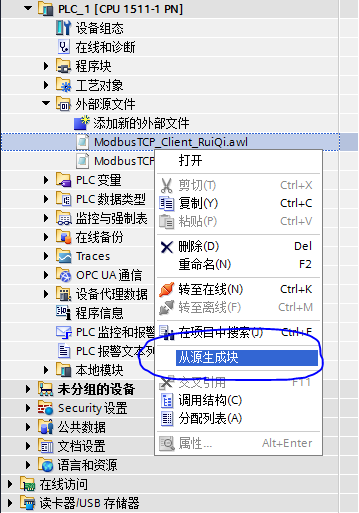 PLC_1 [CPU 1511-1 PN]
设备组态
在线和诊断
程序块
工艺对象
外部源文件
添加新的外部文件
ModbusTCP_Client_RuiQi.awl
ModbusTCP
PLC 变量
PLC 数据类型
监控与强制表
在线备份
Traces
OPC UA 通信
设备代理数据
程序信息
PLC 监控和报警
PLC 报警文本列
本地模块
未分组的设备
Security 设置
公共数据
文档设置
语言和资源
在线访问
读卡器/USB 存储器
打开
剪切(T) Ctrl+X
复制(Y) Ctrl+C
粘贴(P) Ctrl+V
删除(D) Del
重命名(N) F2
转至在线(N) Ctrl+K
转至离线(F) Ctrl+M
在项目中搜索(J) Ctrl+F
从源生成块
交叉引用 F11
调用结构(C)
分配列表(A)
属性... Alt+Enter